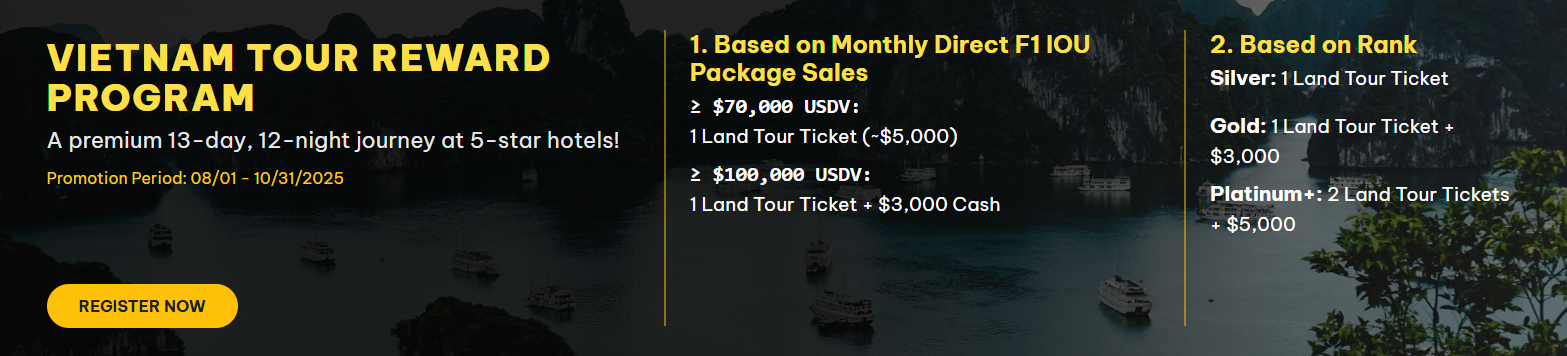 VIETNAM TOUR REWARD
PROGRAM
A premium 13-day, 12-night journey at 5-star hotels!
Promotion Period: 08/01 - 10/31/2025
REGISTER NOW
1. Based on Monthly Direct F1 IOU
Package Sales
≥ $70,000 USDV:
1 Land Tour Ticket (~$5,000)
≥ $100,000 USDV:
1 Land Tour Ticket + $3,000 Cash
2. Based on Rank
Silver: 1 Land Tour Ticket
Gold: 1 Land Tour Ticket +
$3,000
Platinum+: 2 Land Tour Tickets
+ $5,000